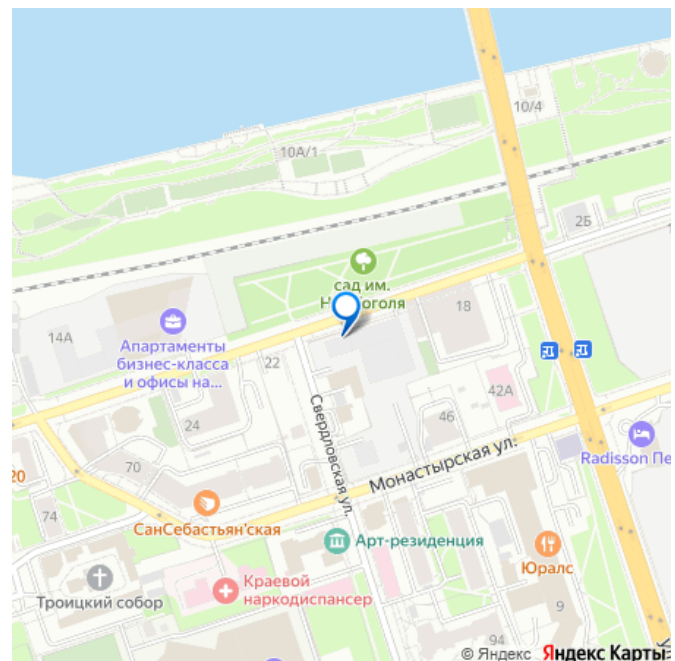 10/4
10А/1
2Б
сад им.
Н. Гоголя
18
14А
Апартаменты
бизнес-класса
и офисы на...
22
42А
24
Свердловская ул.
46
70
Монастырская ул.
Radisson Пе
20
74
СанСебастьян'ская
Арт-резиденция
Юралс
Троицкий собор
Краевой
наркодиспансер
9
94
© Яндекс Яндекс Карты